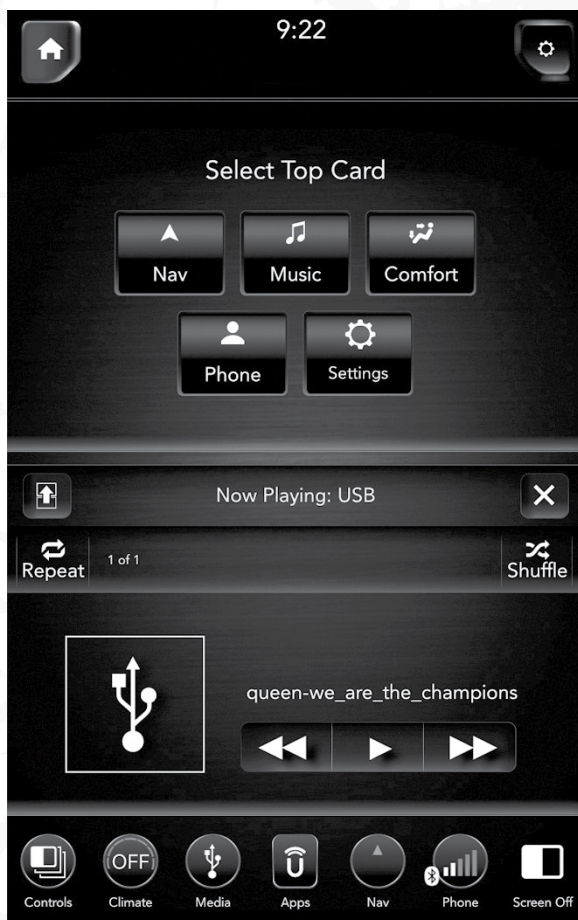 9:22
Select Top Card
Nav Music Comfort
Phone Settings
Now Playing: USB
Repeat 1 of 1 Shuffle
queen-we_are_the_champions
OFF
Controls Climate Media Apps Nav Phone Screen Off